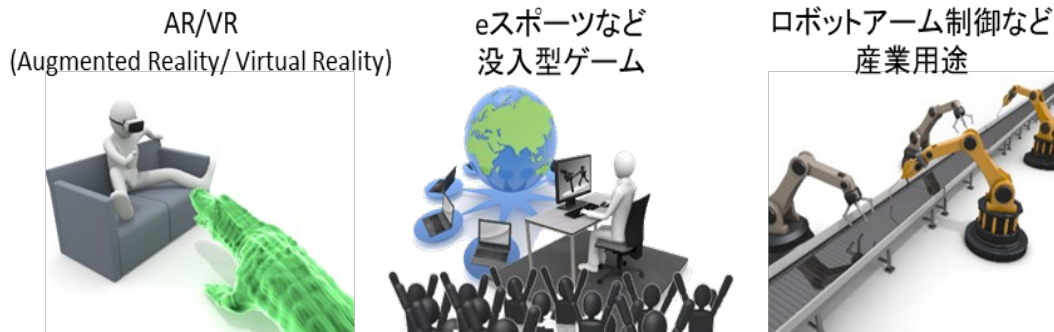 AR/VR
(Augmented Reality/ Virtual Reality)
eスポーツなど
没入型ゲーム
ロボットアーム制御など
産業用途